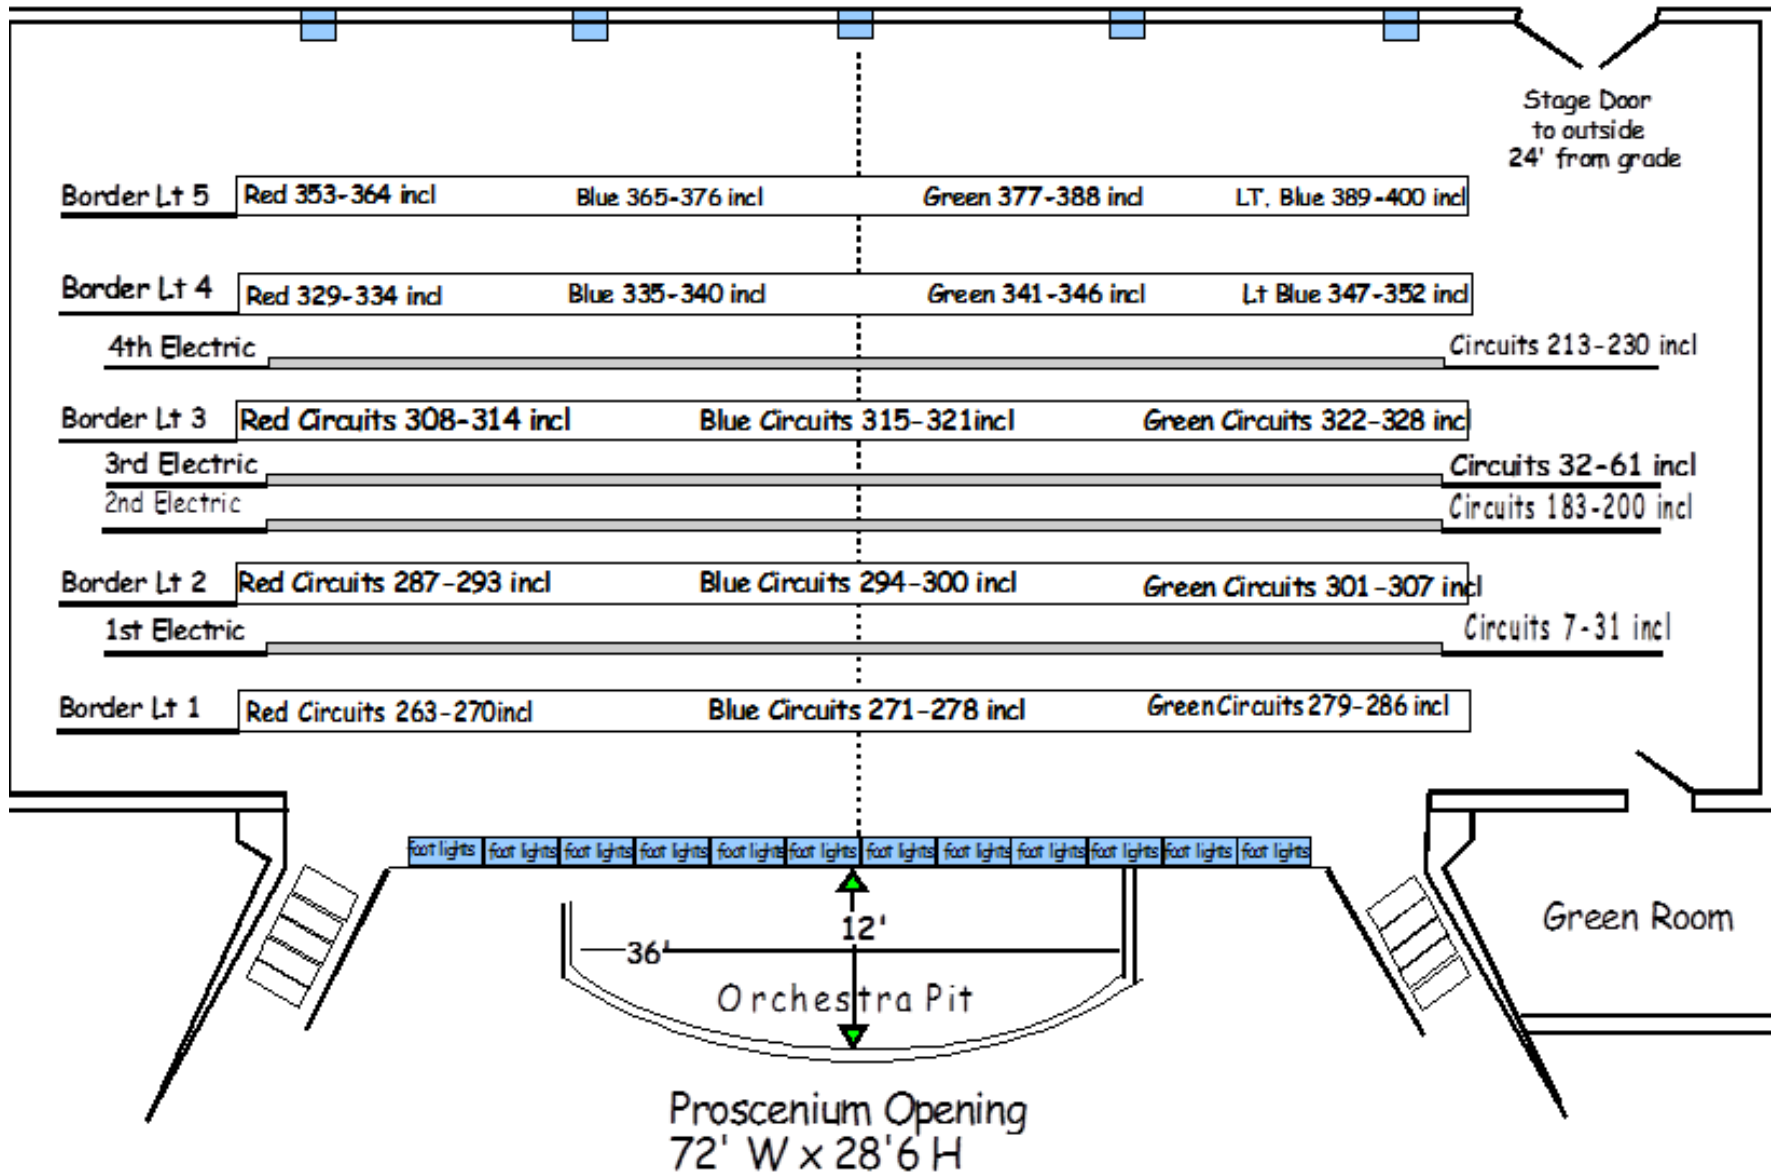 Stage Door
to outside
24' from grade
Border Lt 5 Red 353-364 incl Blue 365-376 incl Green 377-388 incl LT. Blue 389-400 incl
Border Lt 4 Red 329-334 incl Blue 335-340 incl Green 341-346 incl Lt Blue 347-352 incl
4th Electric Circuits 213-230 incl
Border Lt 3 Red Circuits 308-314 incl Blue Circuits 315-321incl Green Circuits 322-328 incl
3rd Electric Circuits 32-61 incl
2nd Electric Circuits 183-200 incl
Border Lt 2 Red Circuits 287-293 incl Blue Circuits 294-300 incl Green Circuits 301-307 incl
1st Electric Circuits 7-31 incl
Border Lt 1 Red Circuits 263-270incl Blue Circuits 271-278 incl Green Circuits 279-286 incl
foot lights foot lights foot lights foot lights foot lights foot lights foot lights foot lights foot lights foot lights foot lights foot lights
12'
36'
Green Room
Orchestra Pit
Proscenium Opening
72' W x 28'6 H